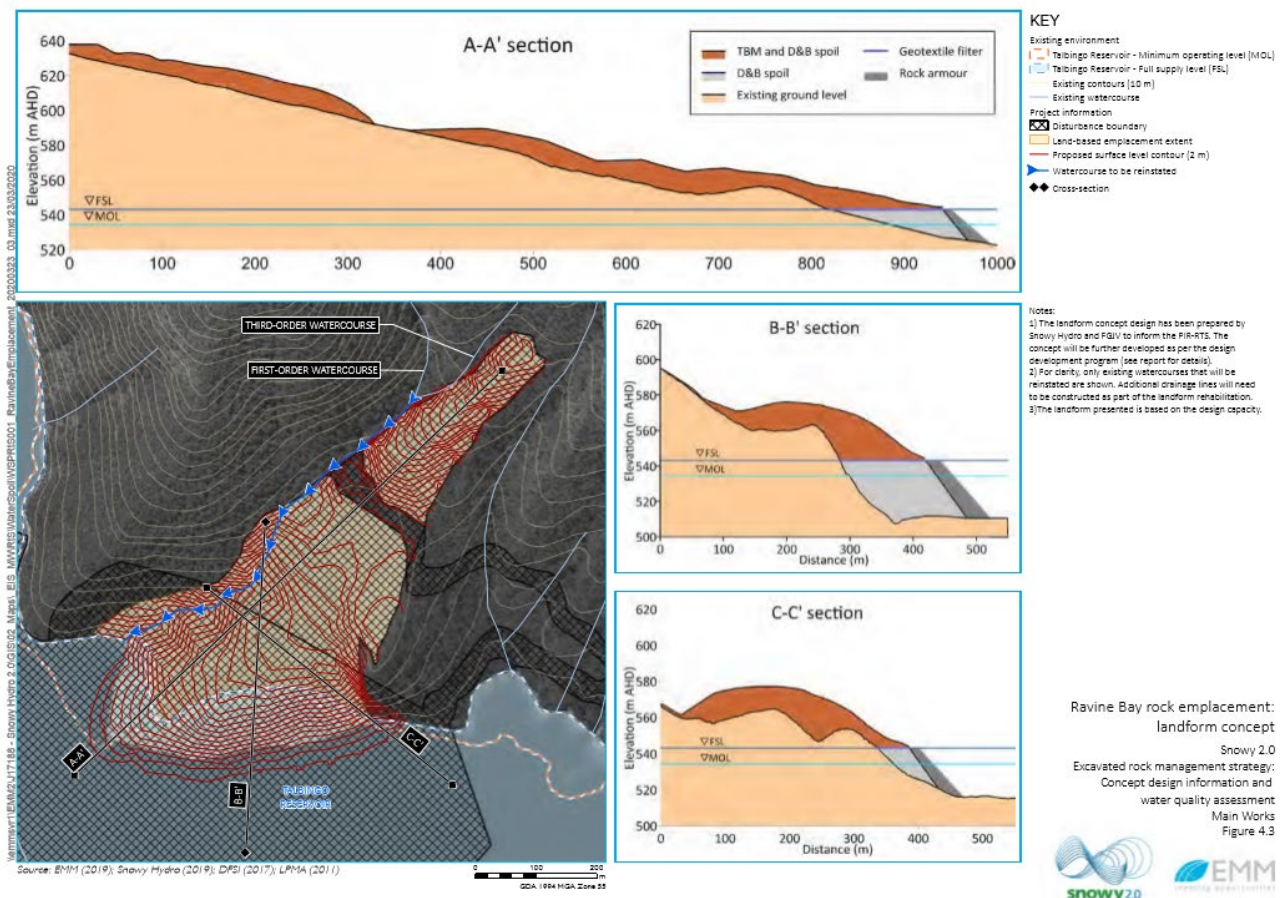 A-A' section
TBM and D&B spoil
D&B spoil
Existing ground level
Geotextile filter
Rock armour
Elevation (m AHD)
640
620
600
580
560
540
520
▽FSL
▽MOL
0 100 200 300 400 500 600 700 800 900 1000
KEY
Existing environment
Talbingo Reservoir - Minimum operating level (MOL)
Talbingo Reservoir - Full supply level (FSL)
Existing contours (10 m)
Existing watercourse
Project information
Disturbance boundary
Land-based emplacement extent
Proposed surface level contour (2 m)
Watercourse to be reinstated
Cross-section
THIRD-ORDER WATERCOURSE
FIRST-ORDER WATERCOURSE
A-A'
B-B'
C-C'
TALBINGO
RESERVOIR
B-B' section
Elevation (m AHD)
620
600
580
560
540
520
500
▽FSL
▽MOL
0 100 200 300 400 500
Distance (m)
C-C' section
Elevation (m AHD)
620
600
580
560
540
520
500
▽FSL
▽MOL
0 100 200 300 400 500
Distance (m)
Notes:
1) The landform concept design has been prepared by
Snowy Hydro and FGJV to inform the PIR-RTS. The
concept will be further developed as per the design
development program (see report for details).
2) For clarity, only existing watercourses that will be
reinstated are shown. Additional drainage lines will need
to be constructed as part of the landform rehabilitation.
3)The landform presented is based on the design capacity.
Ravine Bay rock emplacement:
landform concept
Snowy 2.0
Excavated rock management strategy:
Concept design information and
water quality assessment
Main Works
Figure 4.3
snowy2.0
EMM
creating opportunities
Source: EMM (2019); Snowy Hydro (2019); DFSI (2017); LPMA (2011)
0 100 200
m
GDA 1994 MGA Zone 55